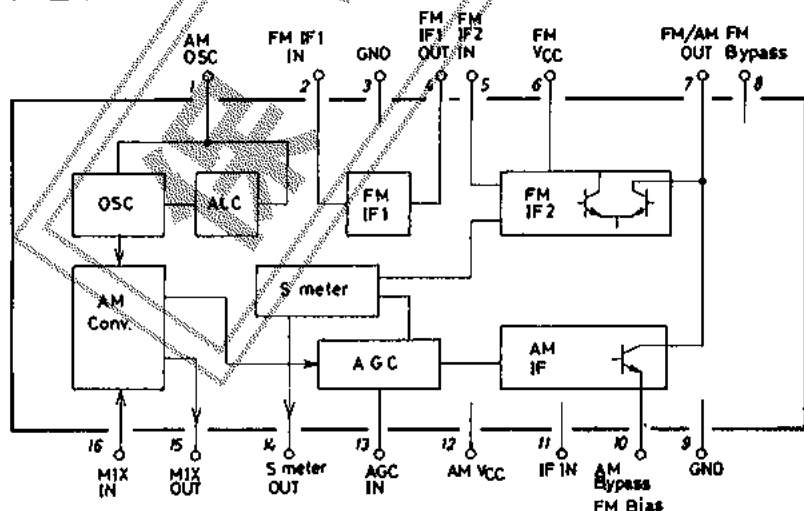 AM
OSC
FM IF1
IN
GND
FM
IF1
OUT
FM
IF2
IN
FM
VCC
FM/AM
OUT
FM
Bypass
1
2
3
4
5
6
7
8
OSC
ALC
FM
IF1
FM
IF2
AM
Conv.
S meter
AGC
AM
IF
16
15
14
13
12
11
10
9
MIX
IN
MIX
OUT
S meter
OUT
AGC
IN
AM VCC
IF IN
AM
Bypass
FM Bias
GND